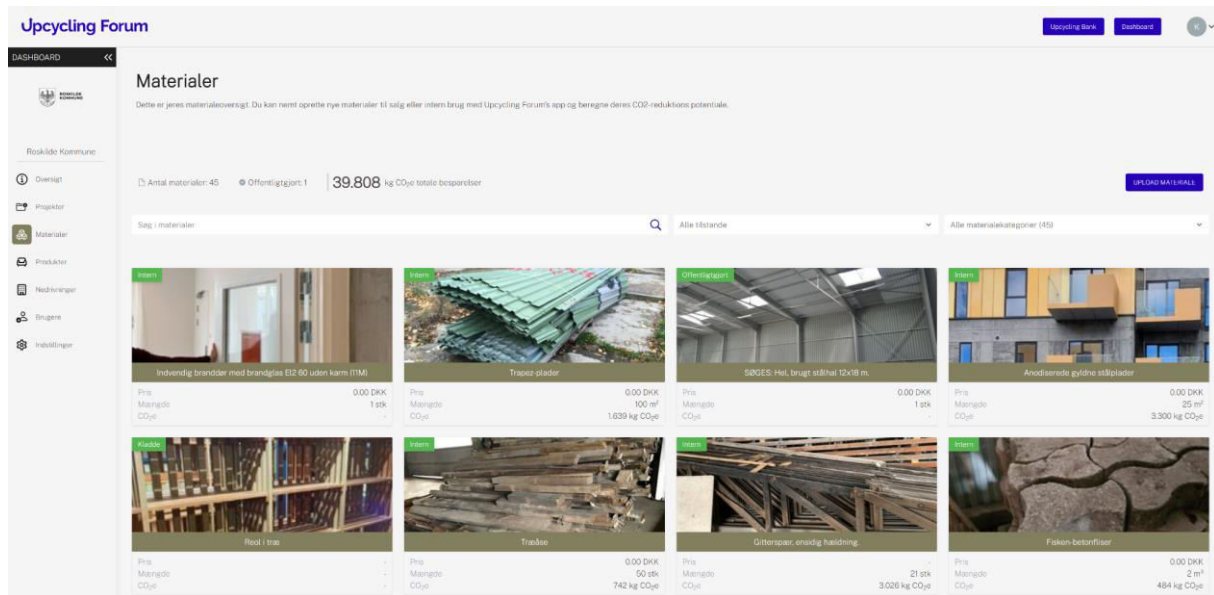 Upcycling Forum
Upcycling Bank
Dashboard
K
DASHBOARD
ROSKILDE KOMMUNE
Roskilde Kommune
Oversigt
Projekter
Materialer
Produkter
Nedrivninger
Brugere
Indstillinger
Materialer
Dette er jeres materialeoversigt. Du kan nemt oprette nye materialer til salg eller intern brug med Upcycling Forum's app og beregne deres CO2-reduktions potentiale.
Antal materialer: 45 Offentligtgjort: 1 39.808 kg CO₂e totale besparelser
UPLOAD MATERIALE
Søg i materialer
Alle tilstande
Alle materialekategorier (45)
Intern
Indvendig branddør med brandglas EI2 60 uden karm (11M)
Pris 0.00 DKK
Mængde 1 stk
CO₂e -
Intern
Trapez-plader
Pris 0.00 DKK
Mængde 100 m²
CO₂e 1.639 kg CO₂e
Offentligtgjort
SØGES: Hel, brugt stålhal 12x18 m.
Pris 0.00 DKK
Mængde 1 stk
CO₂e -
Intern
Anodiserede gyldne stålplader
Pris 0.00 DKK
Mængde 25 m²
CO₂e 3.300 kg CO₂e
Kladde
Reol i træ
Pris -
Mængde -
CO₂e -
Intern
Træåse
Pris 0.00 DKK
Mængde 50 stk
CO₂e 742 kg CO₂e
Intern
Gitterspær, ensidig hældning.
Pris -
Mængde 21 stk
CO₂e 3.026 kg CO₂e
Intern
Fisken-betonfliser
Pris 0.00 DKK
Mængde 2 m²
CO₂e 484 kg CO₂e